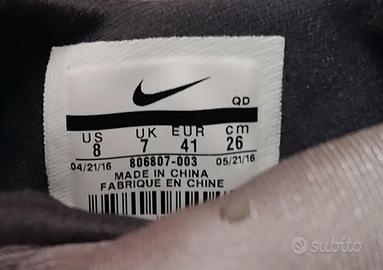 QD
US UK EUR cm
8 7 41 26
04/21/16 806807-003 05/21/16
MADE IN CHINA
FABRIQUE EN CHINE
subito